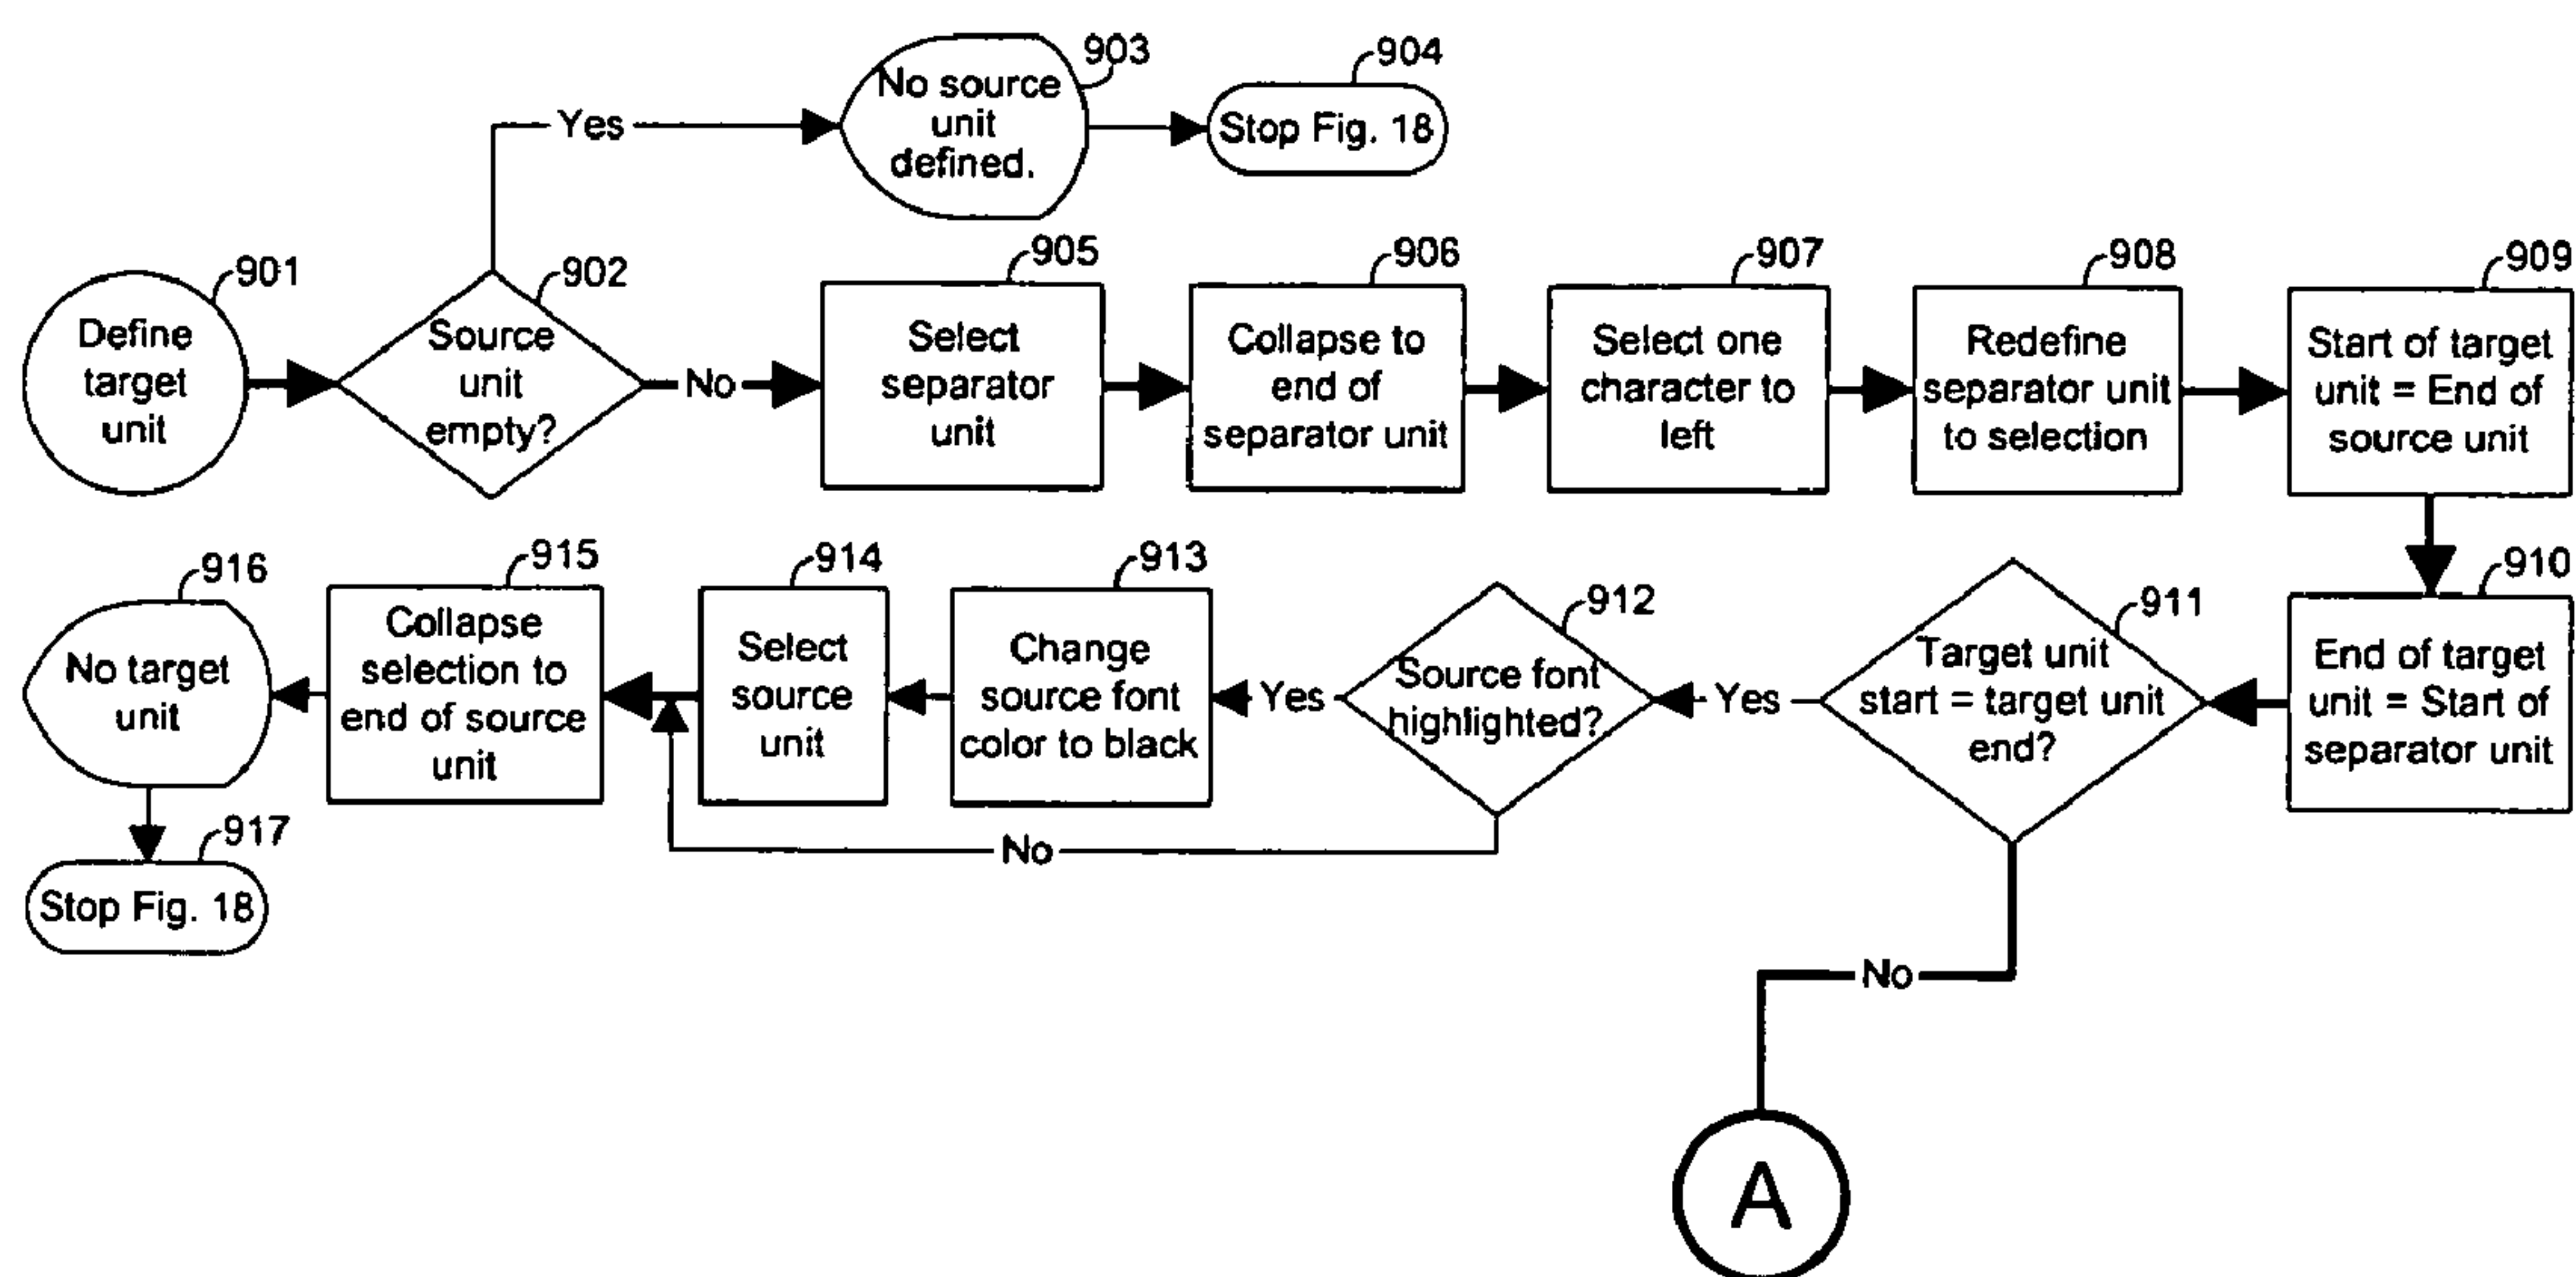 903
No source
unit
defined.
904
Stop Fig. 18
Yes
901
Define
target
unit
902
Source
unit
empty?
No
905
Select
separator
unit
906
Collapse to
end of
separator unit
907
Select one
character to
left
908
Redefine
separator unit
to selection
909
Start of target
unit = End of
source unit
910
End of target
unit = Start of
separator unit
911
Target unit
start = target unit
end?
Yes
912
Source font
highlighted?
Yes
913
Change
source font
color to black
914
Select
source
unit
915
Collapse
selection to
end of source
unit
916
No target
unit
917
Stop Fig. 18
No
No
A